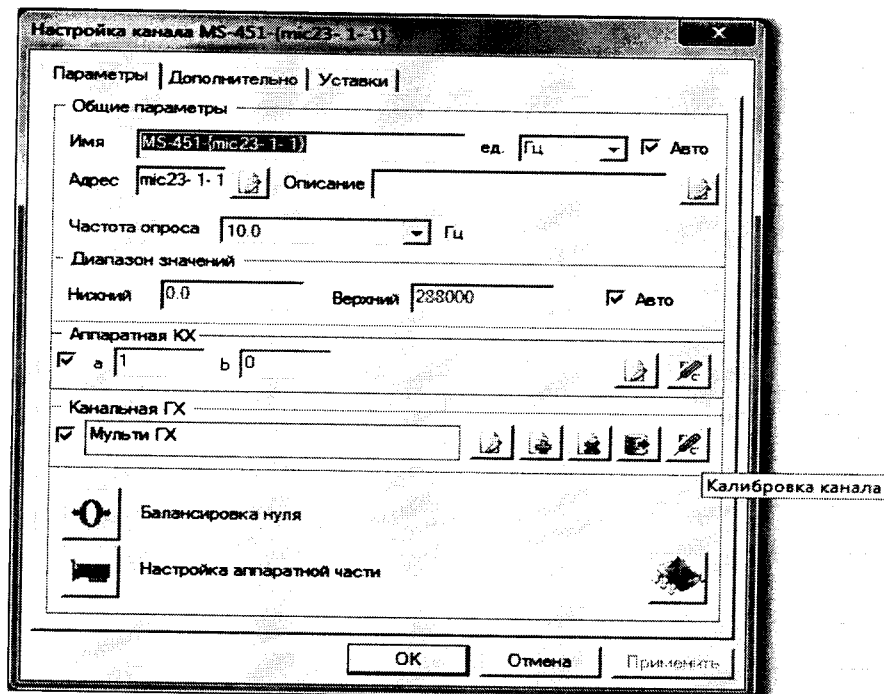 Настройка канала MS-451-{mic23- 1- 1}
Параметры Дополнительно Уставки
Общие параметры
Имя MS-451-{mic23- 1- 1} ед. Гц Авто
Адрес mic23- 1- 1 Описание
Частота опроса 10.0 Гц
Диапазон значений
Нижний 0.0 Верхний 288000 Авто
Аппаратная КХ
a 1 b 0
Канальная ГХ
Мульти ГХ
Калибровка канала
Балансировка нуля
Настройка аппаратной части
OK Отмена Применить